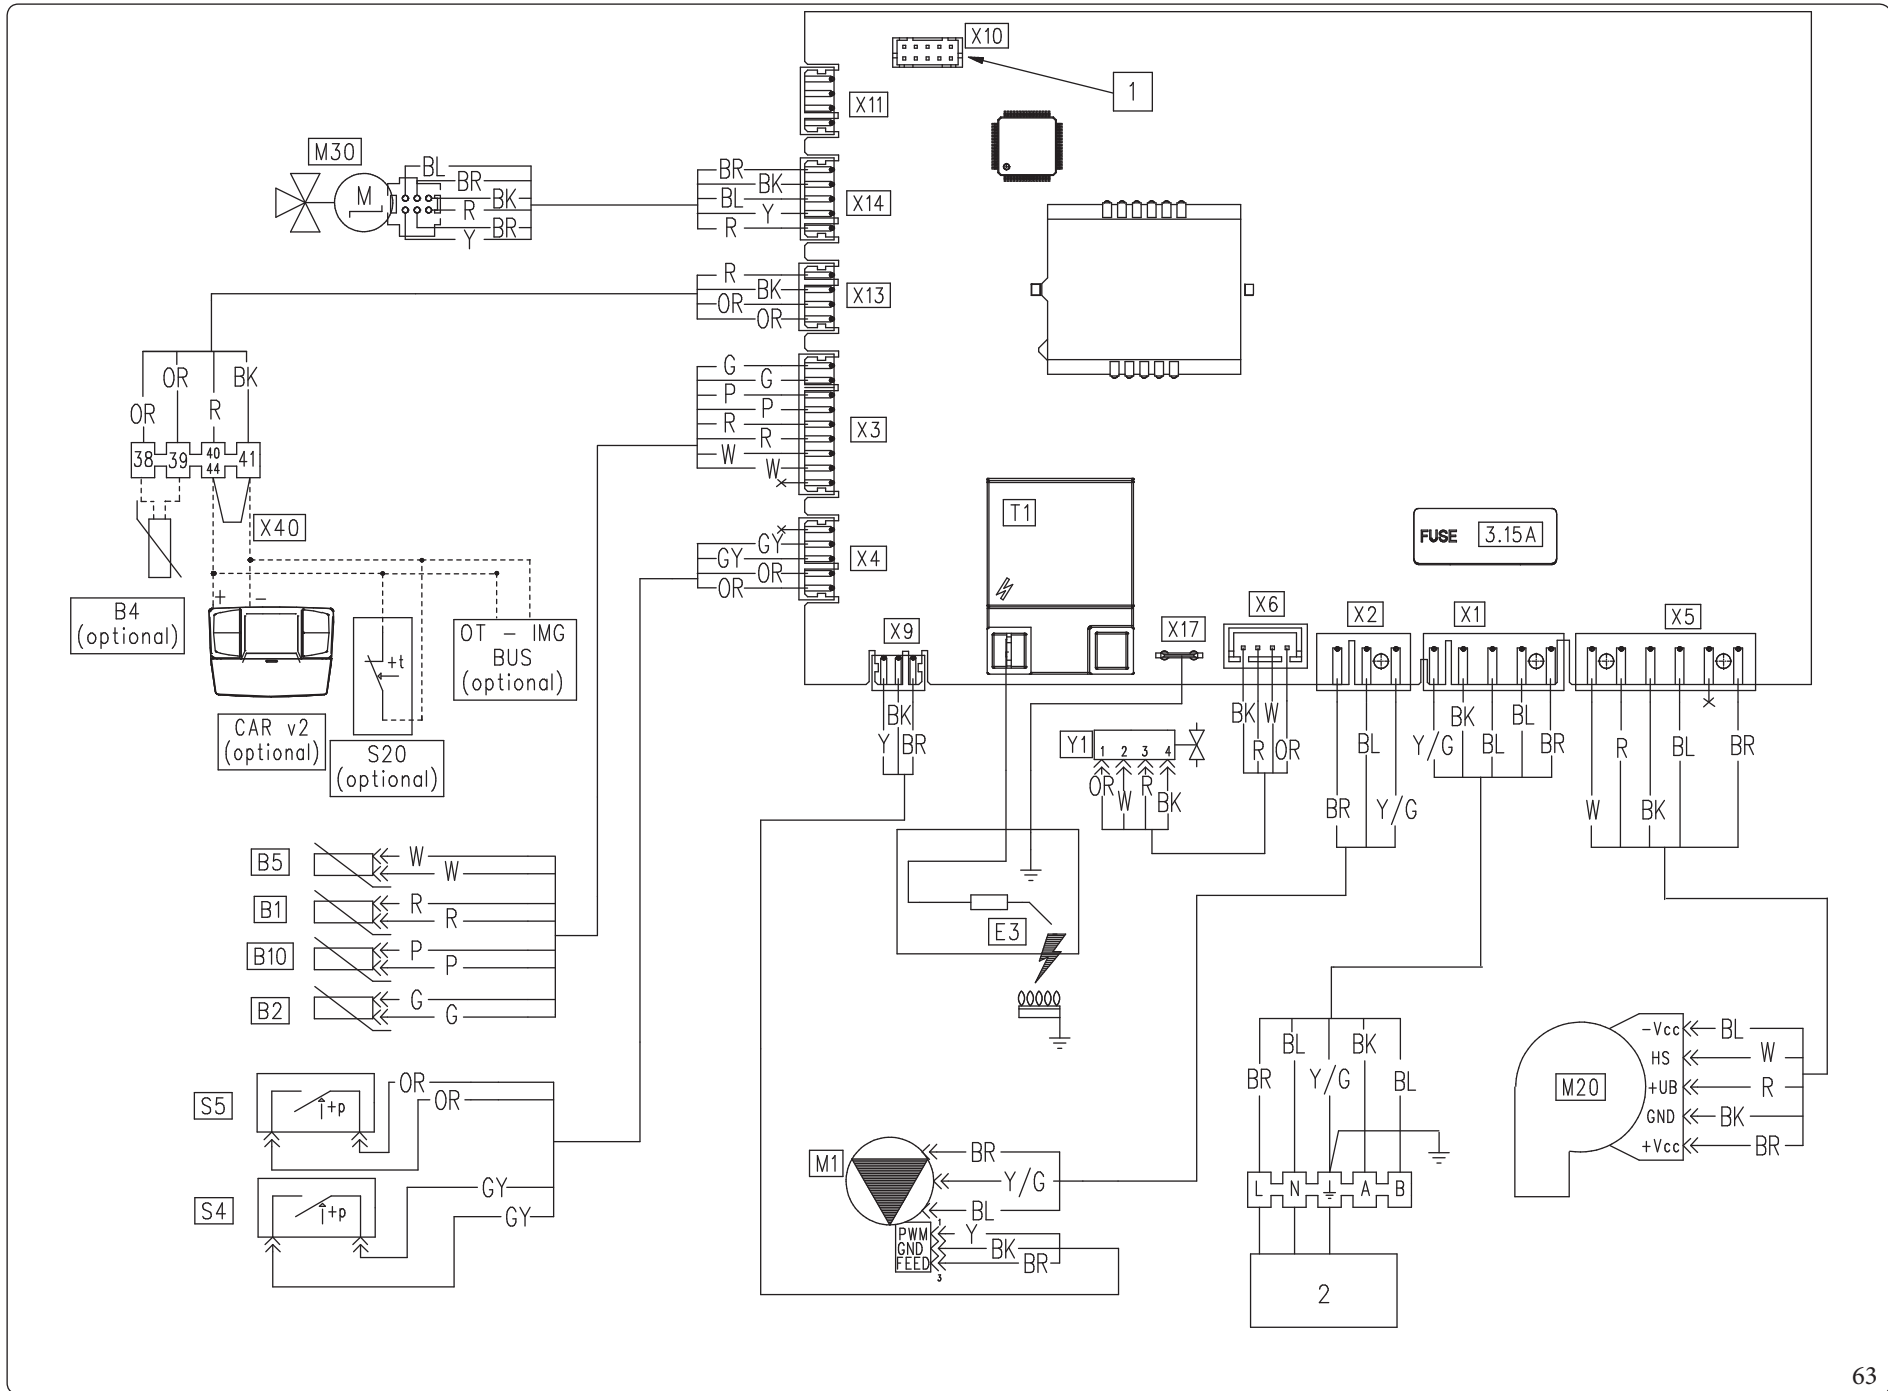 X10
1
X11
M30
M
BL
BR
BK
R
BR
Y
BR
BK
BL
Y
R
X14
R
BK
OR
OR
X13
OR
OR
R
BK
38
39
40
44
41
X40
G
G
P
P
R
R
W
W
X3
GY
GY
OR
OR
X4
T1
FUSE 3.15A
B4
(optional)
+ -
CAR v2
(optional)
+t
S20
(optional)
OT - IMG
BUS
(optional)
X9
X17
X6
X2
X1
X5
BK
Y BR
Y1
1 2 3 4
OR
W
R
BK
BK W
R OR
BR
BL
Y/G
Y/G
BK
BL
BL
BR
W
R
BK
BL
BR
B5
W
W
B1
R
R
B10
P
P
B2
G
G
S5
+p
OR
OR
S4
+p
GY
GY
E3
M1
BR
Y/G
BL
1
PWM
GND
FEED
3
Y
BK
BR
BR
BL
Y/G
BK
BL
L N A B
2
M20
-Vcc BL
HS W
+UB R
GND BK
+Vcc BR
63